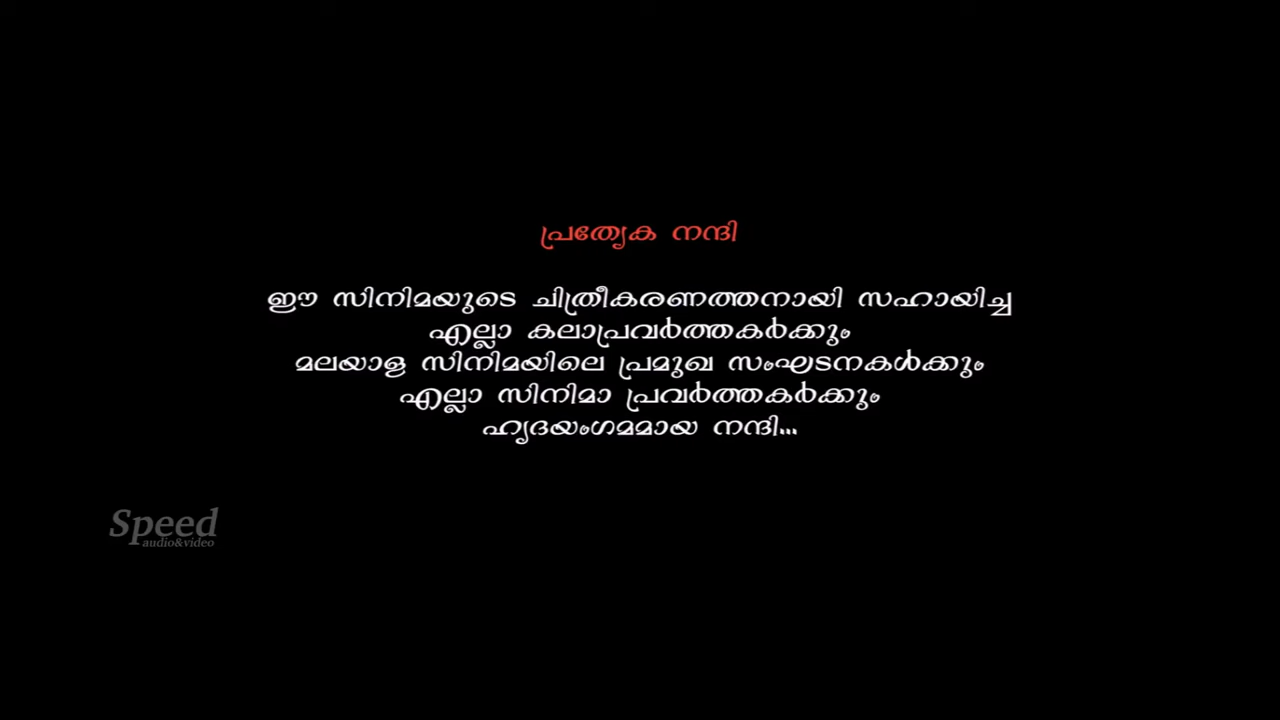 പ്രത്യേക നന്ദി
ഈ സിനിമയുടെ ചിത്രീകരണത്തനായി സഹായിച്ച
എല്ലാ കലാപ്രവർത്തകർക്കും
മലയാള സിനിമയിലെ പ്രമുഖ സംഘടനകൾക്കും
എല്ലാ സിനിമാ പ്രവർത്തകർക്കും
ഹൃദയംഗമമായ നന്ദി...
Speed
audio&video